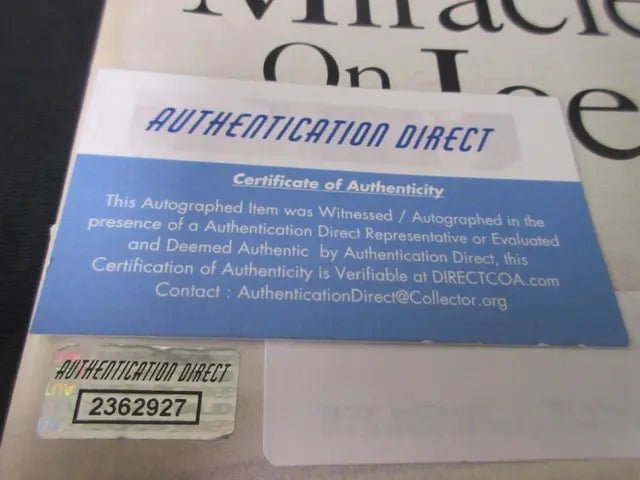 Miracle
On Ice
AUTHENTICATION DIRECT
Certificate of Authenticity
This Autographed Item was Witnessed / Autographed in the
presence of a Authentication Direct Representative or Evaluated
and Deemed Authentic by Authentication Direct, this
Certification of Authenticity is Verifiable at DIRECTCOA.com
Contact : AuthenticationDirect@Collector.org
AUTHENTICATION DIRECT
2362927